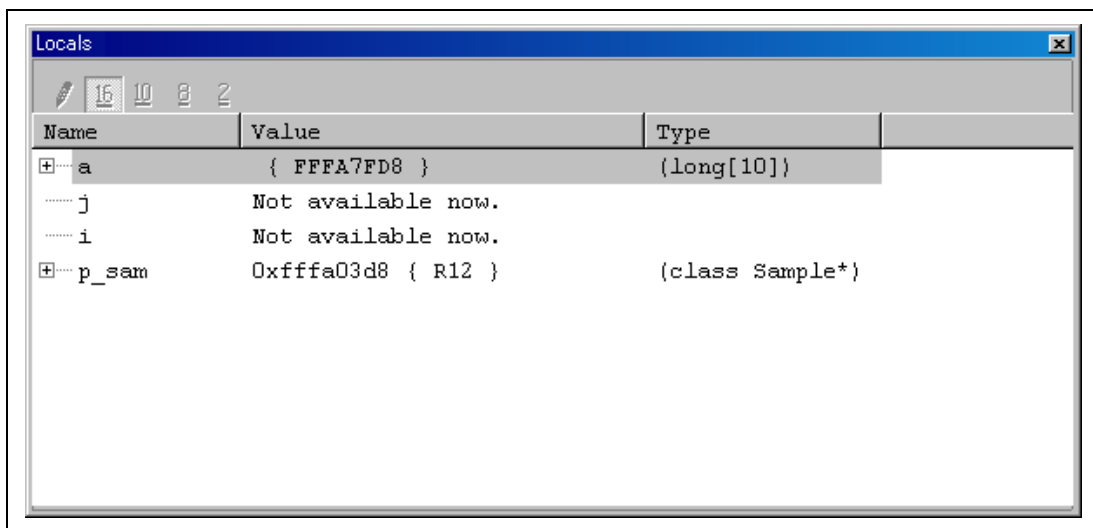 Locals
16 10 8 2
Name Value Type
a { FFFA7FD8 } (long[10])
j Not available now.
i Not available now.
p_sam 0xfffa03d8 { R12 } (class Sample*)